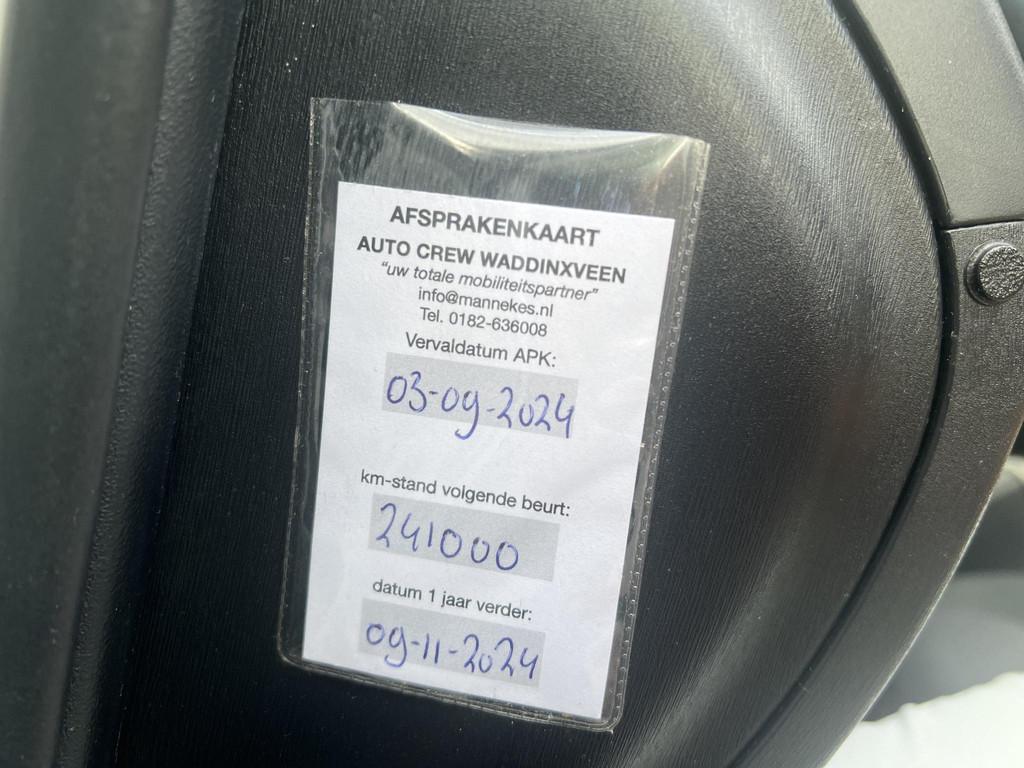 AFSPRAKENKAART
AUTO CREW WADDINXVEEN
"uw totale mobiliteitspartner"
info@mannekes.nl
Tel. 0182-636008
Vervaldatum APK:
03-09-2024
km-stand volgende beurt:
241000
datum 1 jaar verder:
09-11-2024